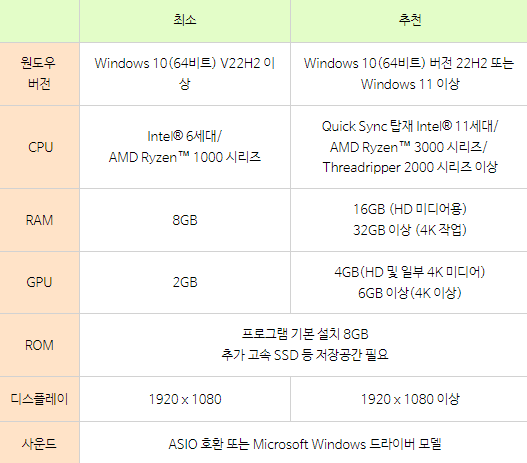 최소
추천
윈도우
버전
Windows 10(64비트) V22H2 이
상
Windows 10(64비트) 버전 22H2 또는
Windows 11 이상
CPU
Intel® 6세대/
AMD Ryzen™ 1000 시리즈
Quick Sync 탑재 Intel® 11세대/
AMD Ryzen™ 3000 시리즈/
Threadripper 2000 시리즈 이상
RAM
8GB
16GB (HD 미디어용)
32GB 이상 (4K 작업)
GPU
2GB
4GB(HD 및 일부 4K 미디어)
6GB 이상(4K 이상)
ROM
프로그램 기본 설치 8GB
추가 고속 SSD 등 저장공간 필요
디스플레이
1920 x 1080
1920 x 1080 이상
사운드
ASIO 호환 또는 Microsoft Windows 드라이버 모델